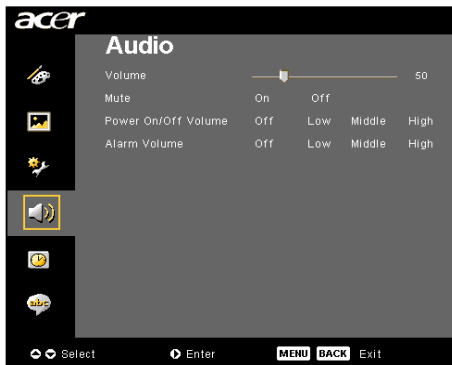 acer
Audio
Volume 50
Mute On Off
Power On/Off Volume Off Low Middle High
Alarm Volume Off Low Middle High
abc
Select Enter MENU BACK Exit